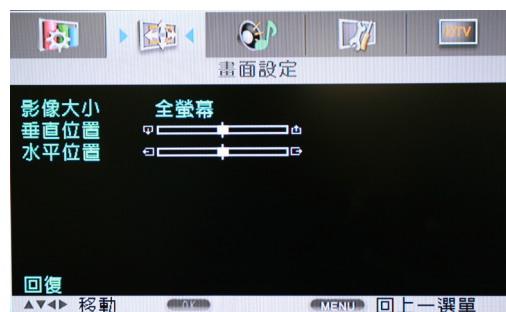 DTV
畫面設定
影像大小 全螢幕
垂直位置
水平位置
回復
移動 OK MENU 回上一選單